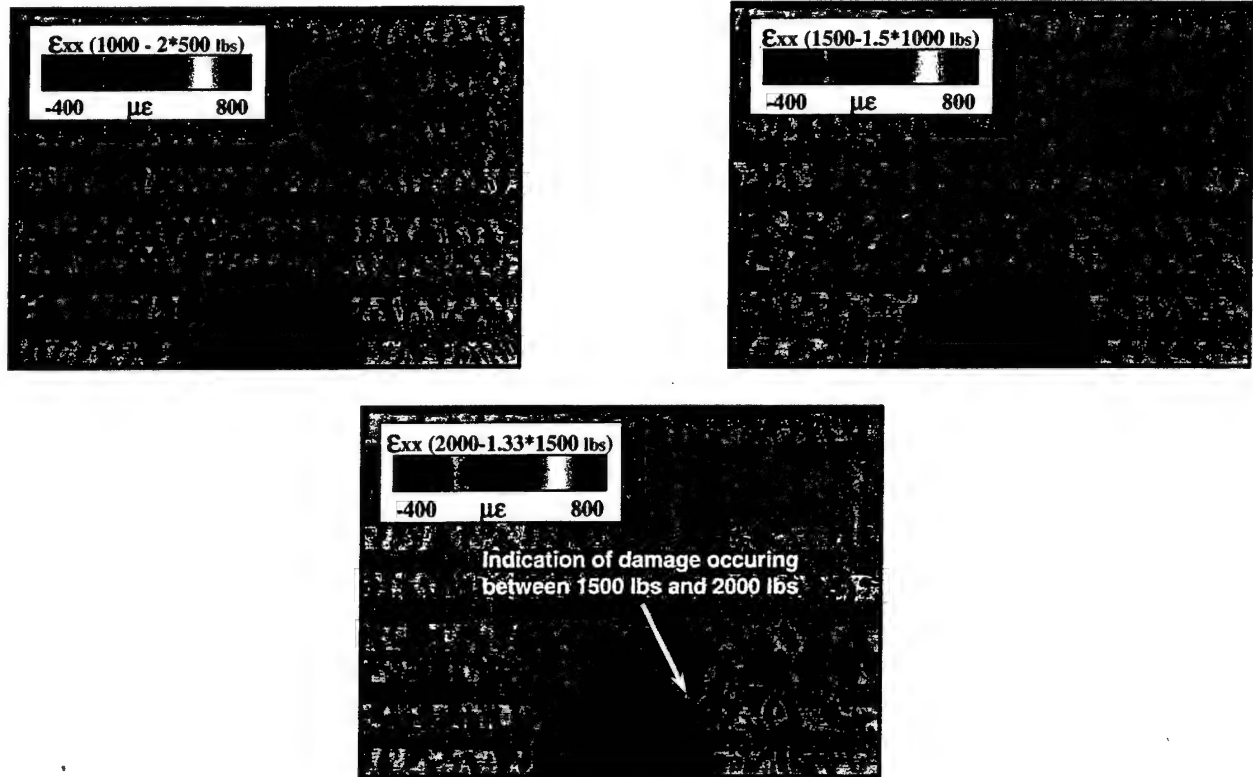 εxx (1000 - 2*500 lbs)
-400 με 800
εxx (1500-1.5*1000 lbs)
-400 με 800
εxx (2000-1.33*1500 lbs)
-400 με 800
Indication of damage occuring
between 1500 lbs and 2000 lbs